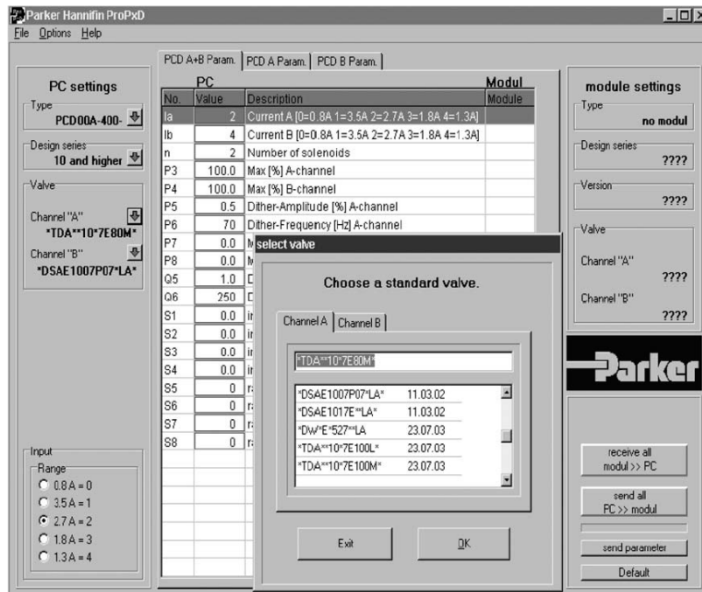 Parker Hannifin ProPxD
File Options Help
PCD A+B Param. PCD A Param. PCD B Param.
PC settings
Type
PCD00A-400-
Design series
10 and higher
Valve
Channel "A"
*TDA**10*7E80M*
Channel "B"
*DSAE1007P07*LA*
Input
Range
0.8 A = 0
3.5 A = 1
2.7 A = 2
1.8 A = 3
1.3 A = 4
PC Modul
No. Value Description Module
Ia 2 Current A [0=0.8A 1=3.5A 2=2.7A 3=1.8A 4=1.3A]
Ib 4 Current B [0=0.8A 1=3.5A 2=2.7A 3=1.8A 4=1.3A]
n 2 Number of solenoids
P3 100.0 Max [%] A-channel
P4 100.0 Max [%] B-channel
P5 0.5 Dither-Amplitude [%] A-channel
P6 70 Dither-Frequency [Hz] A-channel
P7 0.0
P8 0.0
Q5 1.0
Q6 250
S1 0.0
S2 0.0
S3 0.0
S4 0.0
S5 0
S6 0
S7 0
S8 0
select valve
Choose a standard valve.
Channel A Channel B
*TDA**10*7E80M*
*DSAE1007P07*LA* 11.03.02
*DSAE1017E**LA* 11.03.02
*DW*E*527**LA 23.07.03
*TDA**10*7E100L* 23.07.03
*TDA**10*7E100M* 23.07.03
Exit OK
module settings
Type
no modul
Design series
????
Version
????
Valve
Channel "A"
????
Channel "B"
????
Parker
receive all
modul >> PC
send all
PC >> modul
send parameter
Default